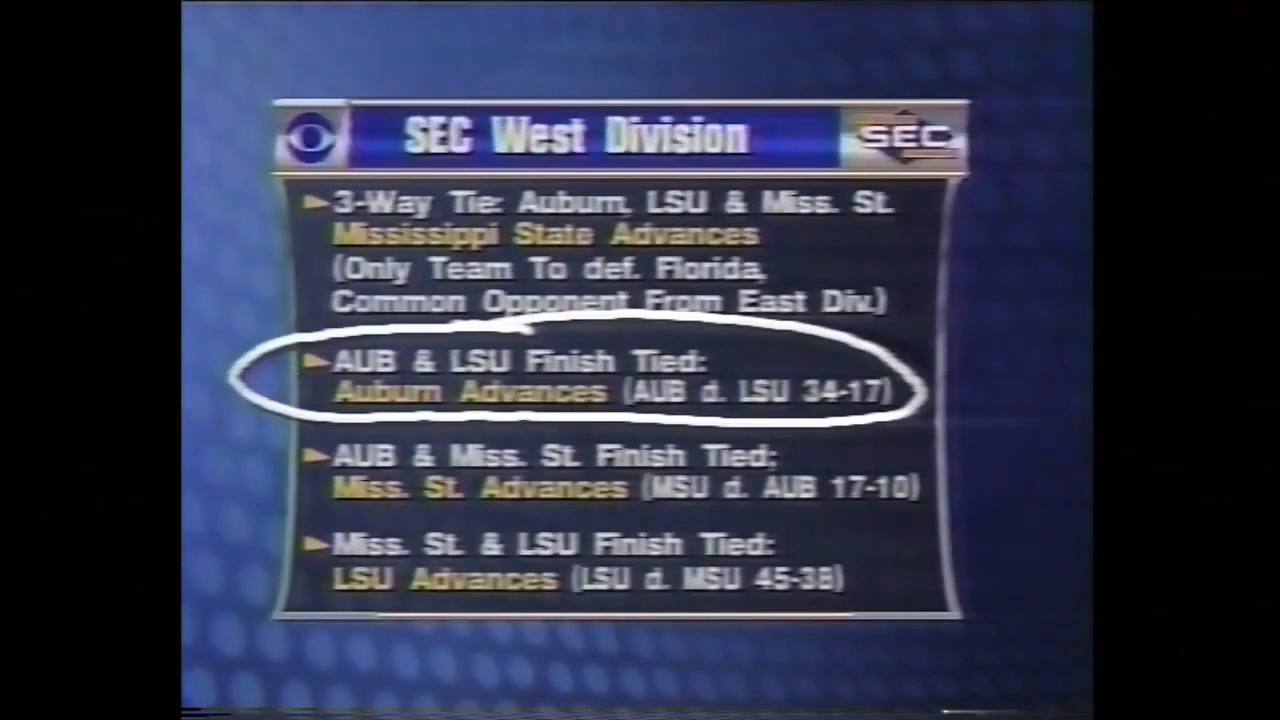 SEC West Division
SEC
3-Way Tie: Auburn, LSU & Miss. St.
Mississippi State Advances
(Only Team To def. Florida,
Common Opponent From East Div.)
AUB & LSU Finish Tied:
Auburn Advances (AUB d. LSU 34-17)
AUB & Miss. St. Finish Tied;
Miss. St. Advances (MSU d. AUB 17-10)
Miss. St. & LSU Finish Tied:
LSU Advances (LSU d. MSU 45-38)